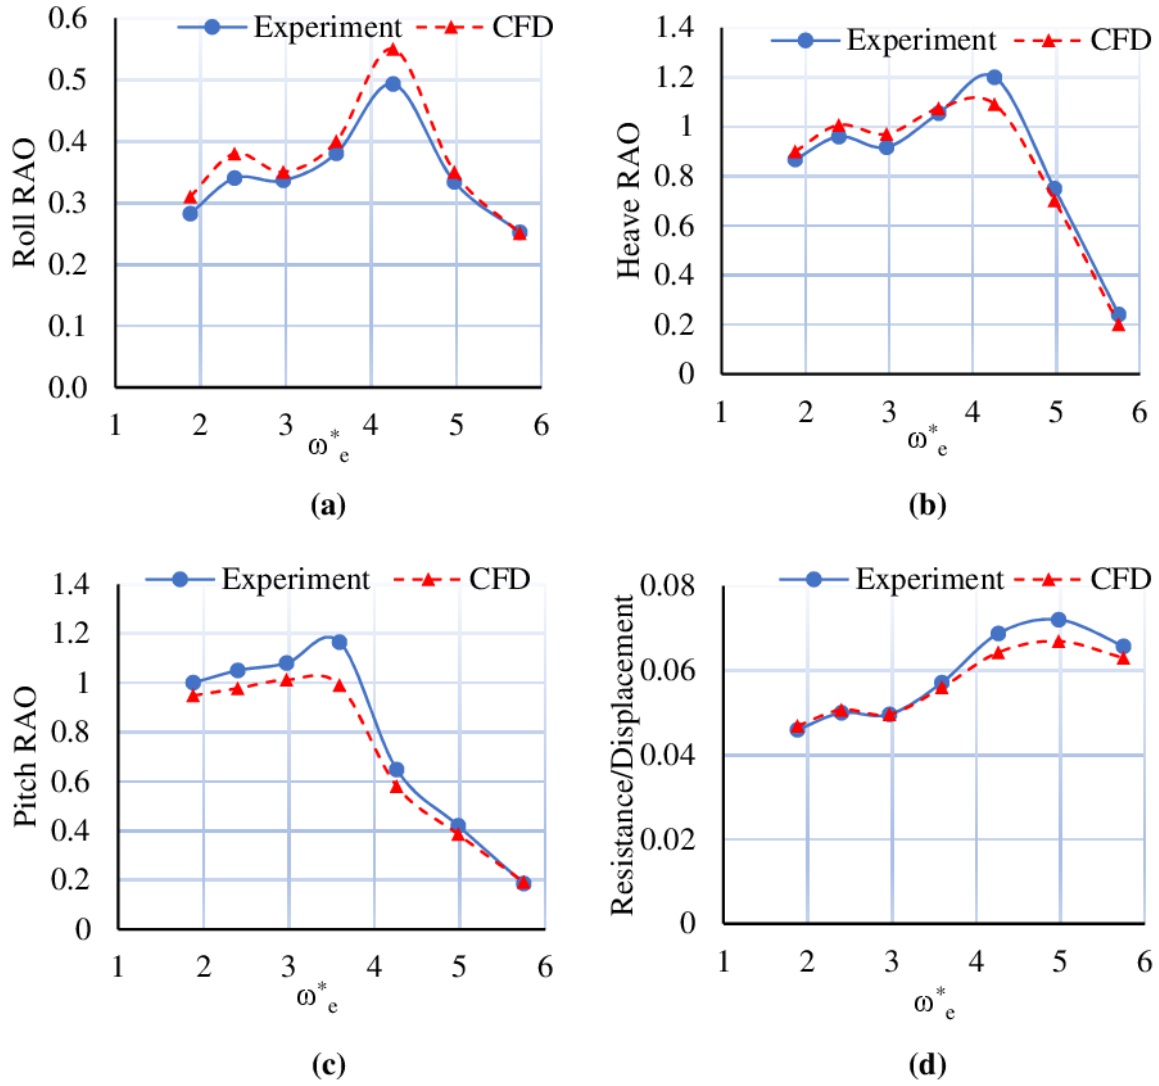 Experiment CFD
Roll RAO
0.6
0.5
0.4
0.3
0.2
0.1
0.0
1 2 3 4 5 6
ω*e
(a)
Experiment CFD
Heave RAO
1.4
1.2
1
0.8
0.6
0.4
0.2
0
1 2 3 4 5 6
ω*e
(b)
Experiment CFD
Pitch RAO
1.4
1.2
1
0.8
0.6
0.4
0.2
0
1 2 3 4 5 6
ω*e
(c)
Experiment CFD
Resistance/Displacement
0.08
0.06
0.04
0.02
0
1 2 3 4 5 6
ω*e
(d)